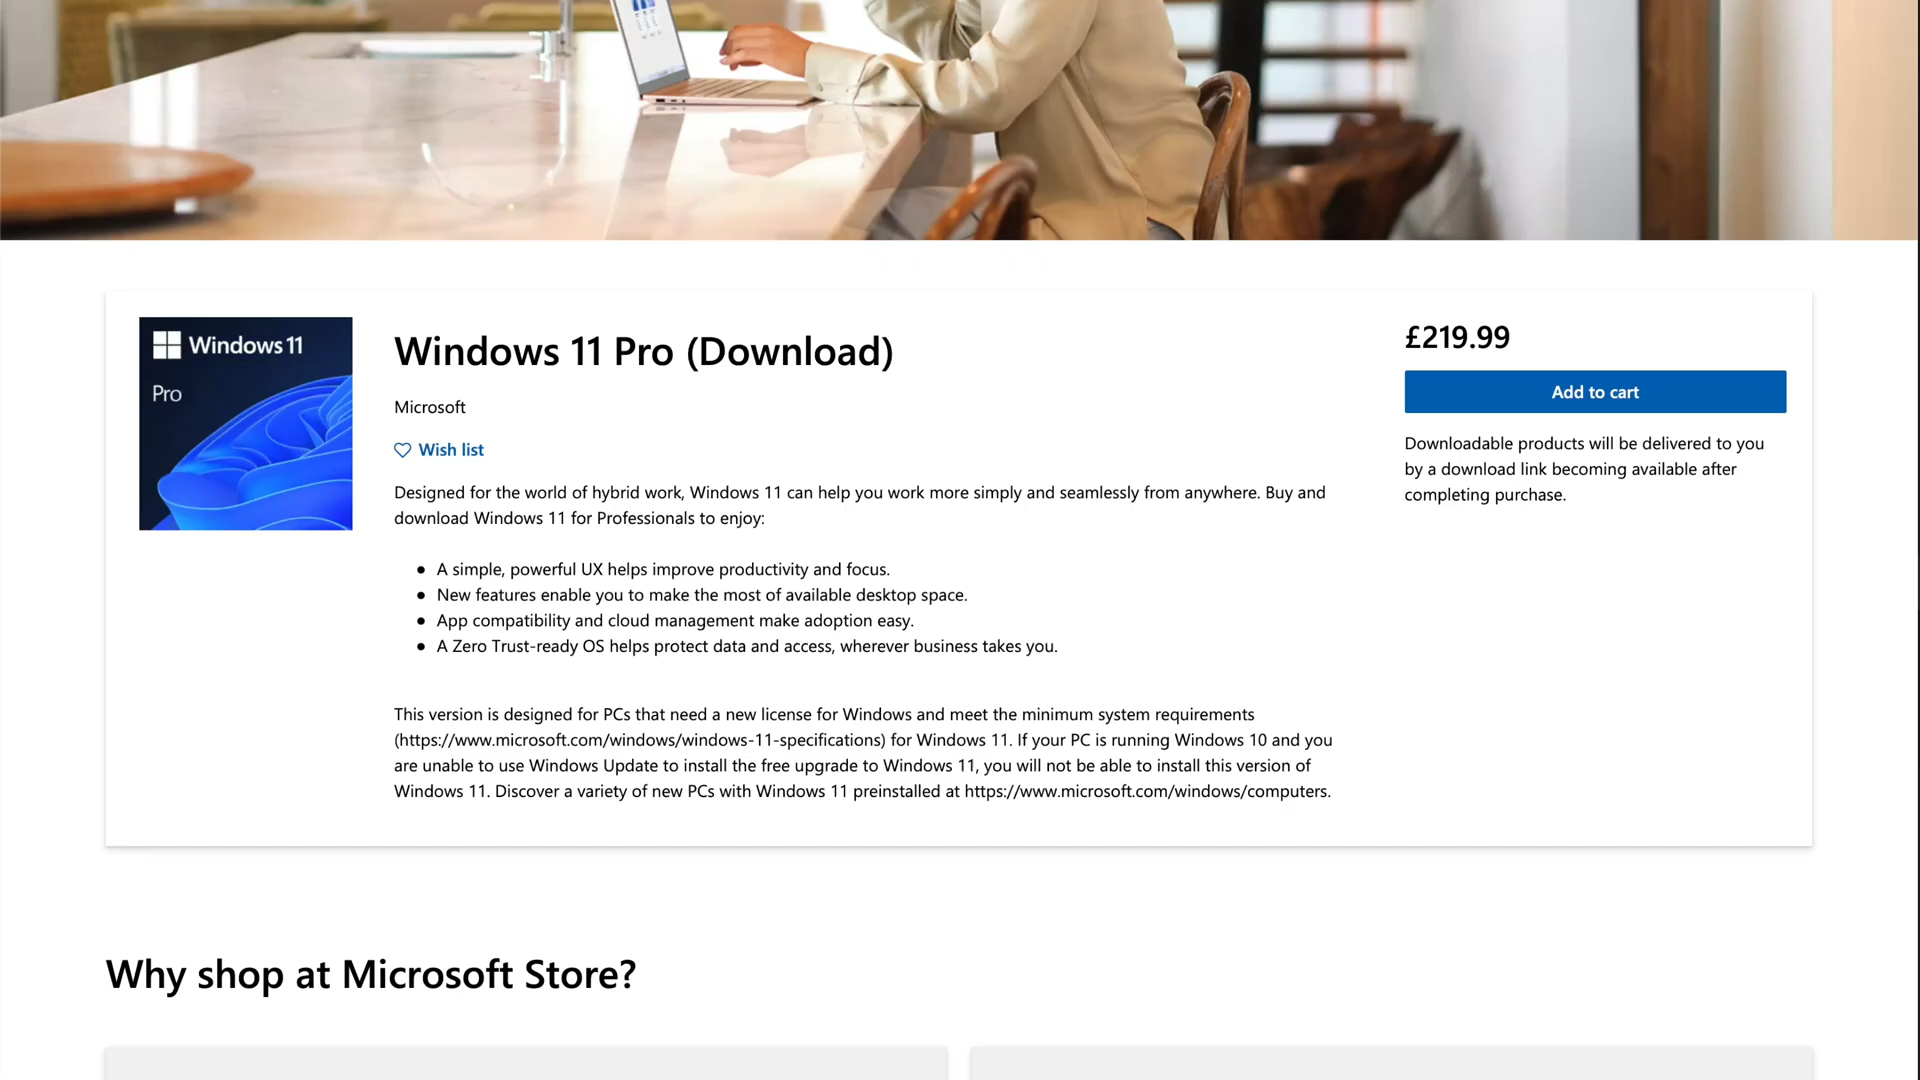 Windows 11
Pro
Windows 11 Pro (Download)
Microsoft
Wish list
Designed for the world of hybrid work, Windows 11 can help you work more simply and seamlessly from anywhere. Buy and
download Windows 11 for Professionals to enjoy:
● A simple, powerful UX helps improve productivity and focus.
● New features enable you to make the most of available desktop space.
● App compatibility and cloud management make adoption easy.
● A Zero Trust-ready OS helps protect data and access, wherever business takes you.
This version is designed for PCs that need a new license for Windows and meet the minimum system requirements
(https://www.microsoft.com/windows/windows-11-specifications) for Windows 11. If your PC is running Windows 10 and you
are unable to use Windows Update to install the free upgrade to Windows 11, you will not be able to install this version of
Windows 11. Discover a variety of new PCs with Windows 11 preinstalled at https://www.microsoft.com/windows/computers.
£219.99
Add to cart
Downloadable products will be delivered to you
by a download link becoming available after
completing purchase.
Why shop at Microsoft Store?